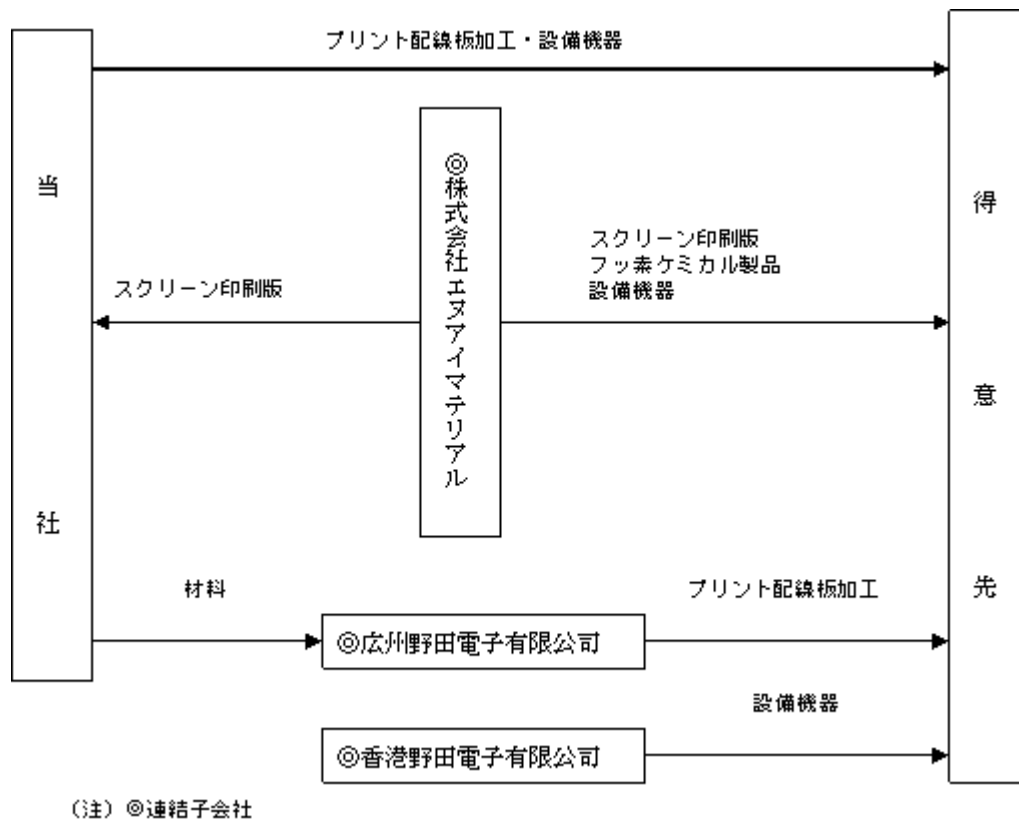 プリント配線板加工・設備機器
当社
◎株式会社エヌアイマテリアル
得意先
スクリーン印刷版
スクリーン印刷版
フッ素ケミカル製品
設備機器
材料
プリント配線板加工
◎広州野田電子有限公司
設備機器
◎香港野田電子有限公司
(注) ◎連結子会社